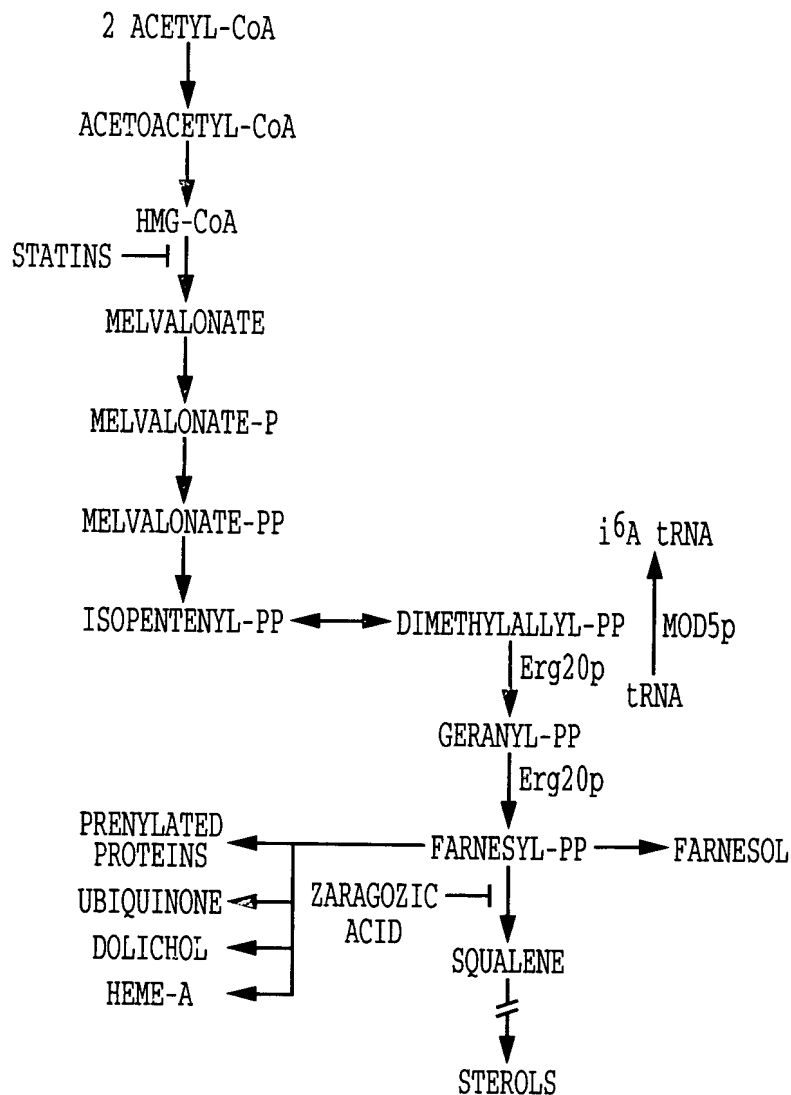 2 ACETYL-CoA
ACETOACETYL-CoA
HMG-CoA
STATINS
MELVALONATE
MELVALONATE-P
MELVALONATE-PP
i6A tRNA
ISOPENTENYL-PP
DIMETHYLALLYL-PP
MOD5p
Erg20p
tRNA
GERANYL-PP
Erg20p
PRENYLATED
PROTEINS
FARNESYL-PP
FARNESOL
UBIQUINONE
ZARAGOZIC
ACID
DOLICHOL
SQUALENE
HEME-A
STEROLS